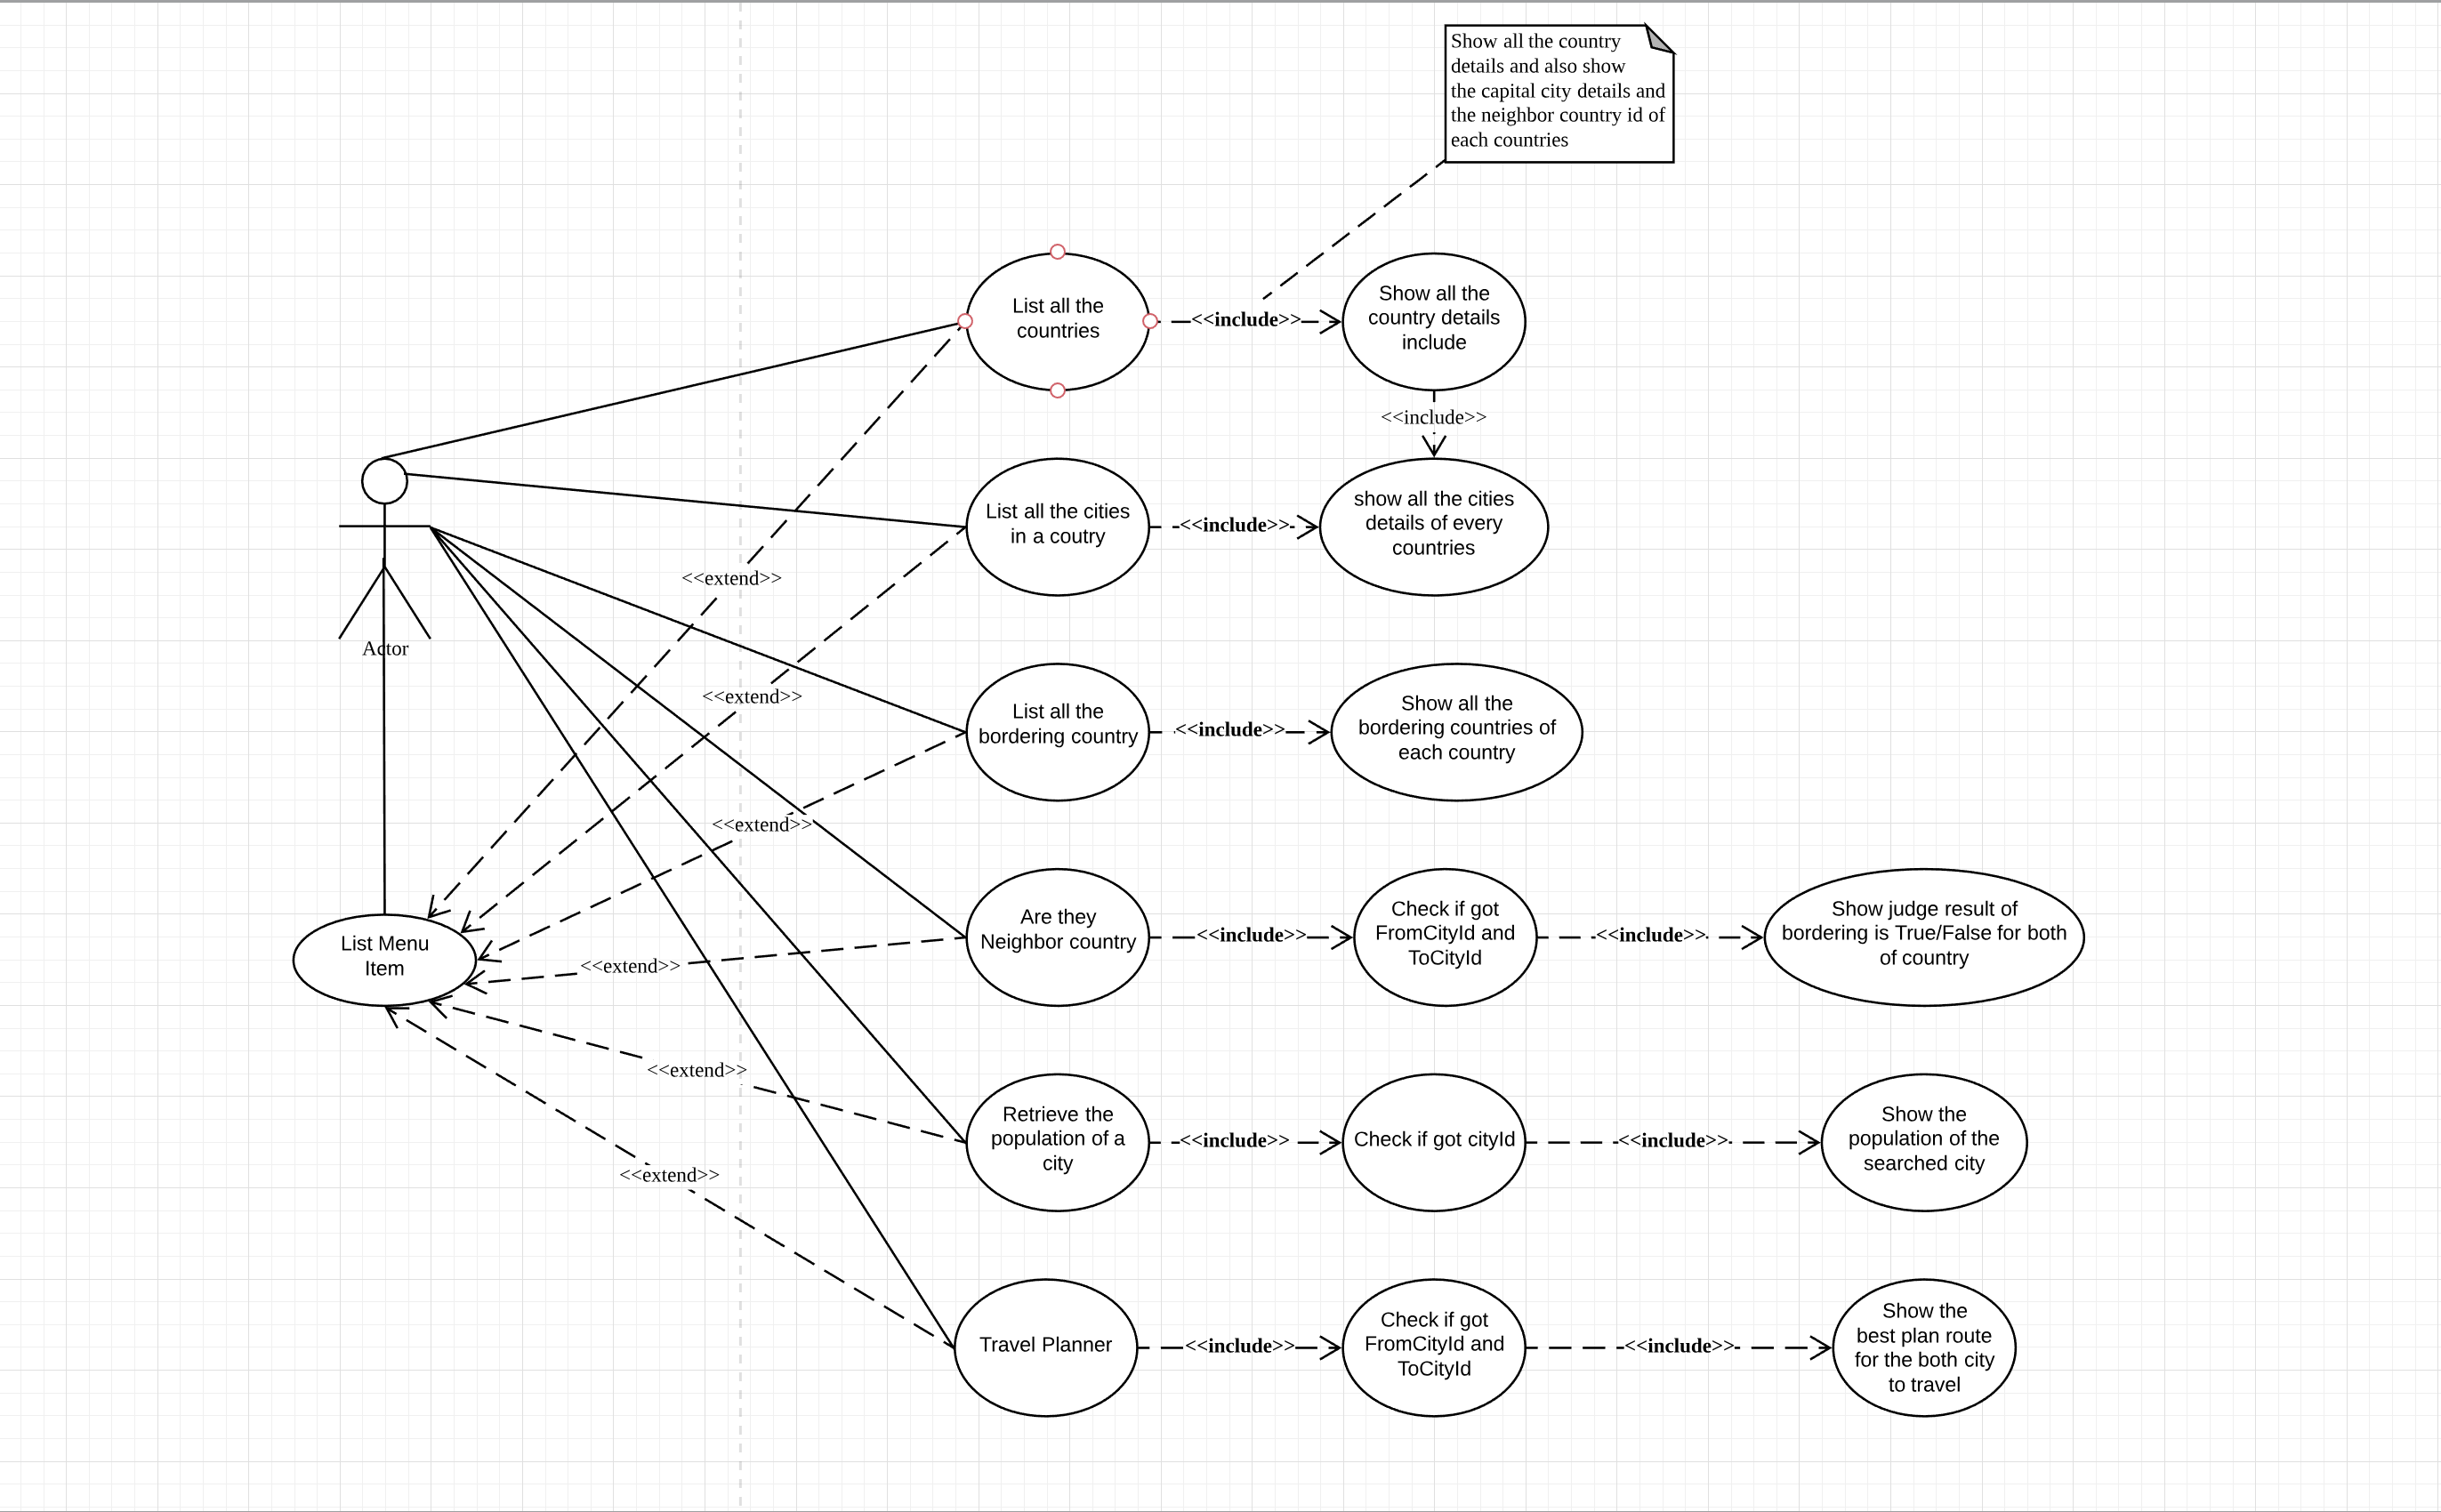 Show all the country
details and also show
the capital city details and
the neighbor country id of
each countries
List all the
countries
<<include>>
Show all the
country details
include
<<include>>
List all the cities
in a coutry
<<include>>
show all the cities
details of every
countries
<<extend>>
Actor
<<extend>>
List all the
bordering country
<<include>>
Show all the
bordering countries of
each country
<<extend>>
List Menu
Item
<<extend>>
Are they
Neighbor country
<<include>>
Check if got
FromCityId and
ToCityId
<<include>>
Show judge result of
bordering is True/False for both
of country
<<extend>>
Retrieve the
population of a
city
<<include>>
Check if got cityId
<<include>>
Show the
population of the
searched city
<<extend>>
Travel Planner
<<include>>
Check if got
FromCityId and
ToCityId
<<include>>
Show the
best plan route
for the both city
to travel